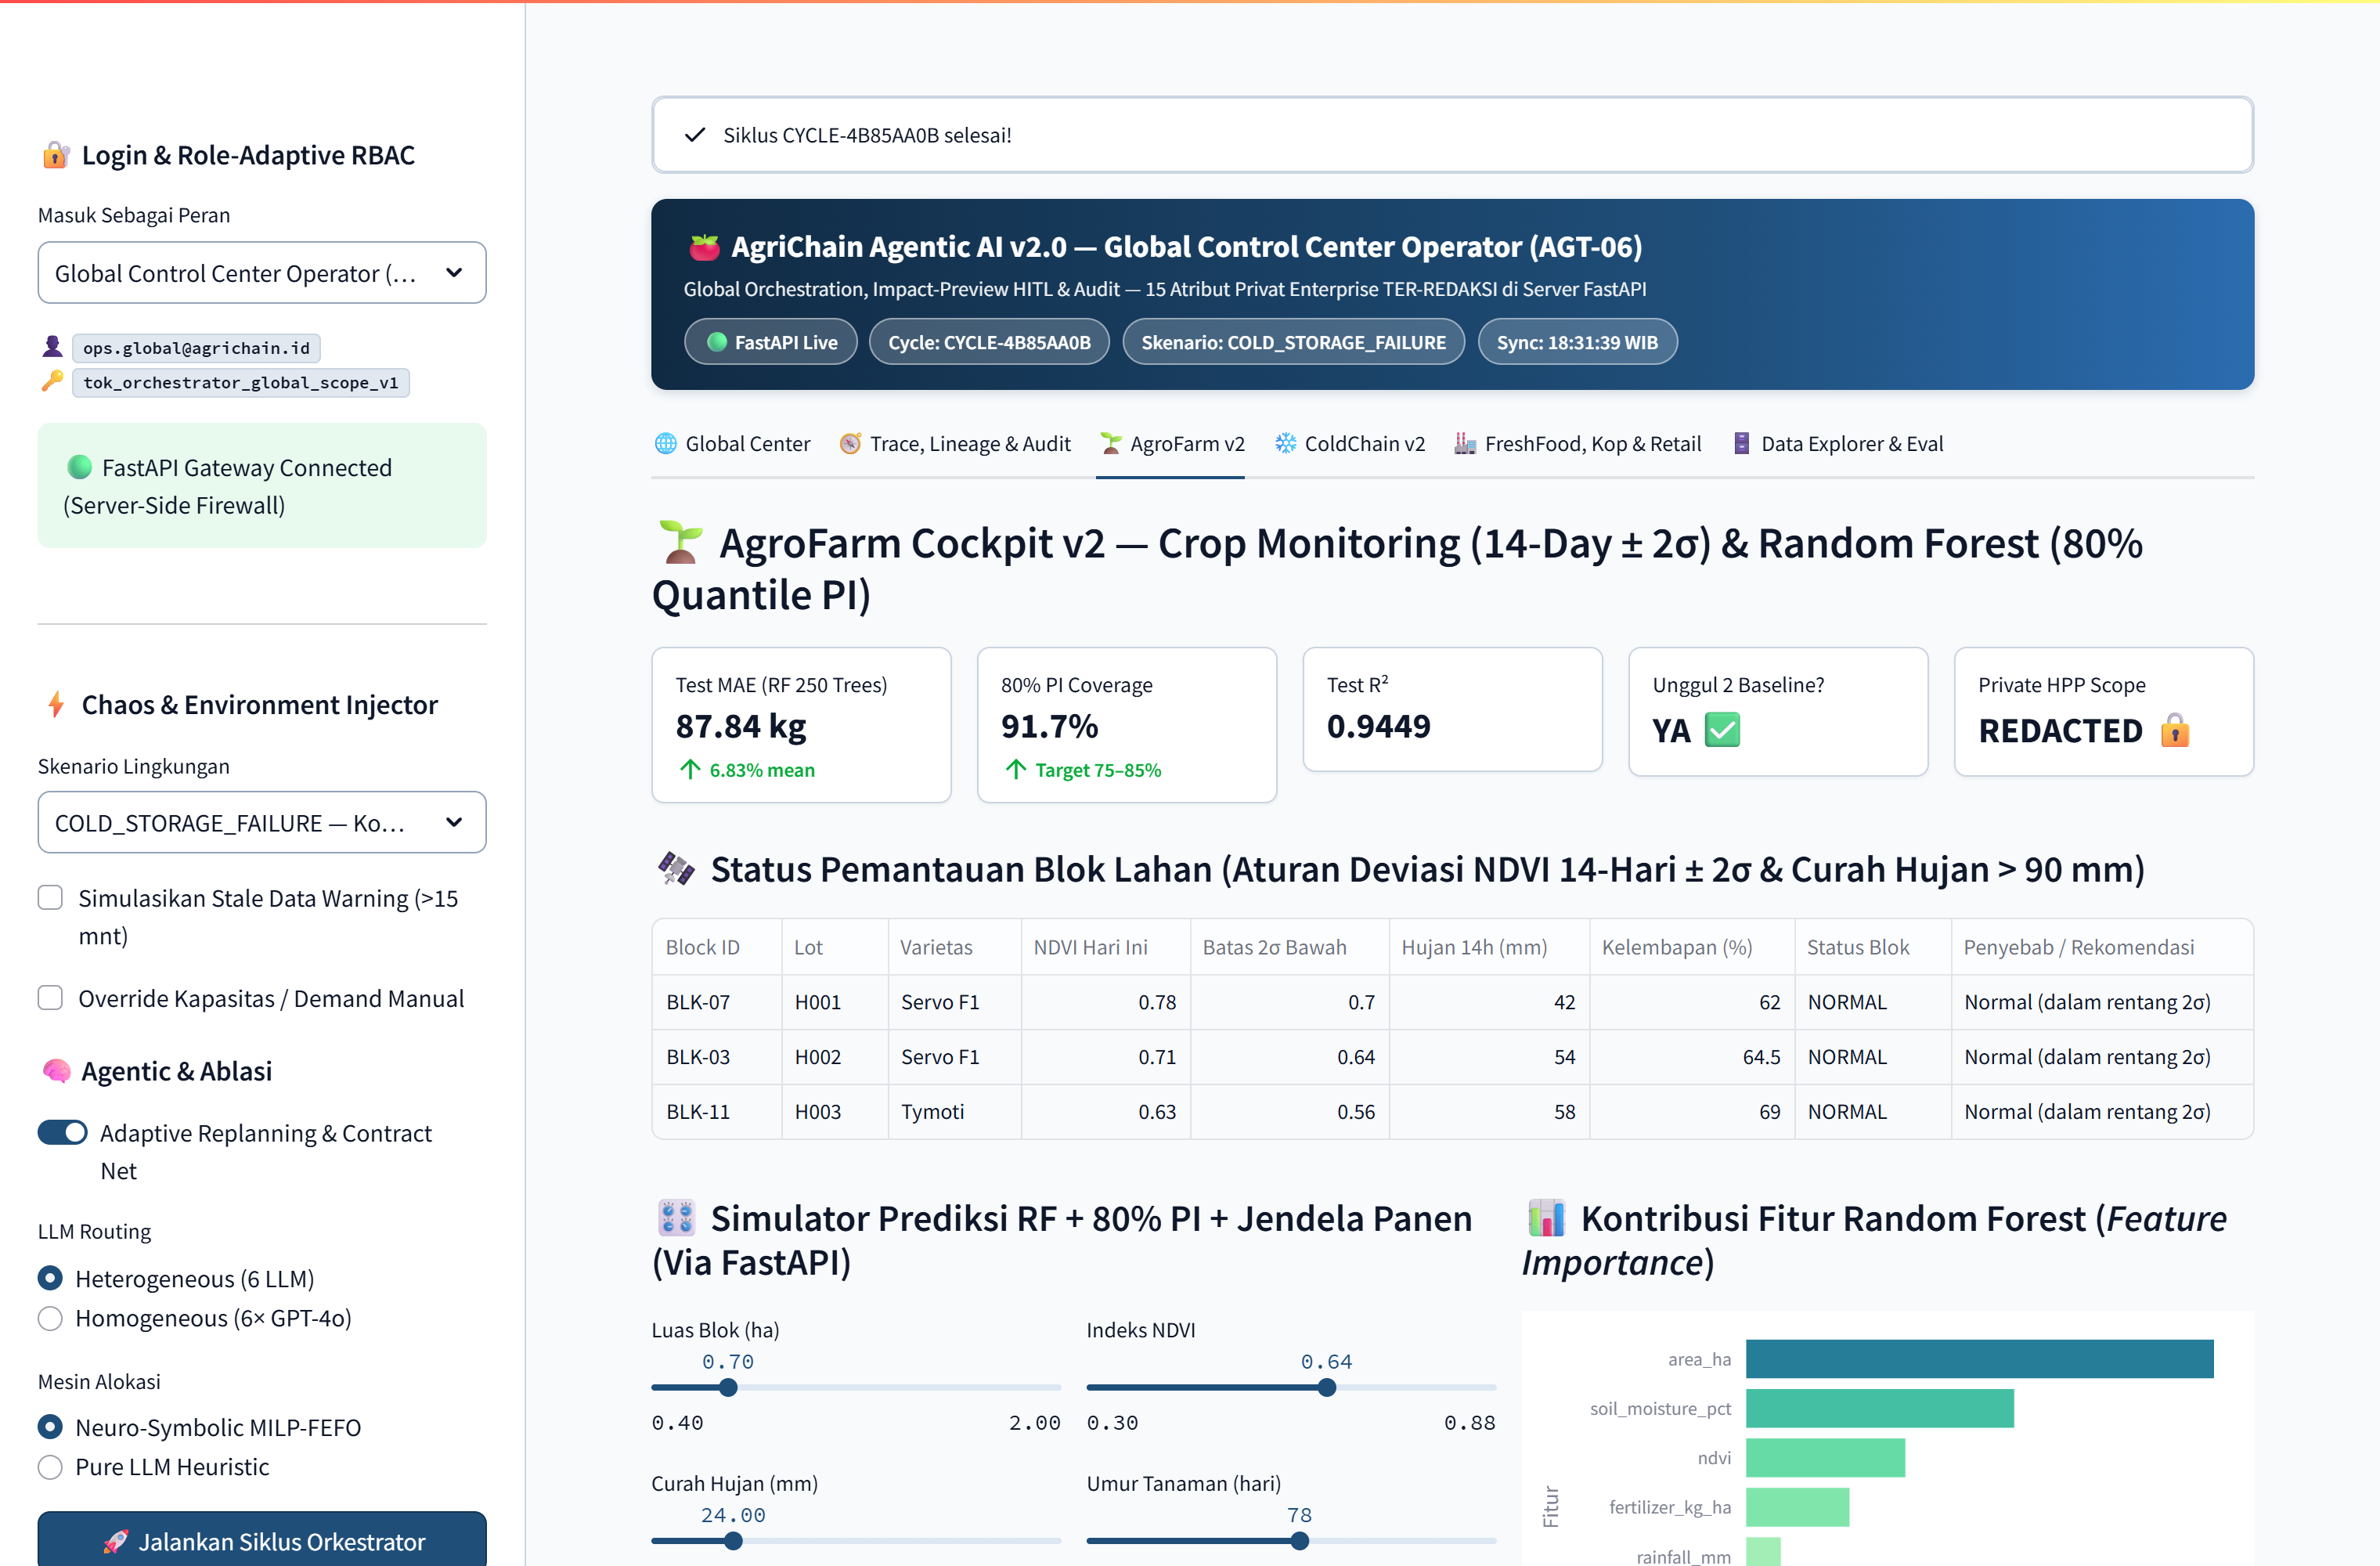 Login & Role-Adaptive RBAC
Masuk Sebagai Peran
Global Control Center Operator (...
ops.global@agrichain.id
tok_orchestrator_global_scope_v1
FastAPI Gateway Connected
(Server-Side Firewall)
Chaos & Environment Injector
Skenario Lingkungan
COLD_STORAGE_FAILURE — Ko...
Simulasikan Stale Data Warning (>15
mnt)
Override Kapasitas / Demand Manual
Agentic & Ablasi
Adaptive Replanning & Contract
Net
LLM Routing
Heterogeneous (6 LLM)
Homogeneous (6× GPT-4o)
Mesin Alokasi
Neuro-Symbolic MILP-FEFO
Pure LLM Heuristic
Jalankan Siklus Orkestrator
Siklus CYCLE-4B85AA0B selesai!
AgriChain Agentic AI v2.0 — Global Control Center Operator (AGT-06)
Global Orchestration, Impact-Preview HITL & Audit — 15 Atribut Privat Enterprise TER-REDAKSI di Server FastAPI
FastAPI Live
Cycle: CYCLE-4B85AA0B
Skenario: COLD_STORAGE_FAILURE
Sync: 18:31:39 WIB
Global Center
Trace, Lineage & Audit
AgroFarm v2
ColdChain v2
FreshFood, Kop & Retail
Data Explorer & Eval
AgroFarm Cockpit v2 — Crop Monitoring (14-Day ± 2σ) & Random Forest (80%
Quantile PI)
Test MAE (RF 250 Trees)
87.84 kg
6.83% mean
80% PI Coverage
91.7%
Target 75–85%
Test R²
0.9449
Unggul 2 Baseline?
YA ✅
Private HPP Scope
REDACTED
Status Pemantauan Blok Lahan (Aturan Deviasi NDVI 14-Hari ± 2σ & Curah Hujan > 90 mm)
Block ID Lot Varietas NDVI Hari Ini Batas 2σ Bawah Hujan 14h (mm) Kelembapan (%) Status Blok Penyebab / Rekomendasi
BLK-07 H001 Servo F1 0.78 0.7 42 62 NORMAL Normal (dalam rentang 2σ)
BLK-03 H002 Servo F1 0.71 0.64 54 64.5 NORMAL Normal (dalam rentang 2σ)
BLK-11 H003 Tymoti 0.63 0.56 58 69 NORMAL Normal (dalam rentang 2σ)
Simulator Prediksi RF + 80% PI + Jendela Panen
(Via FastAPI)
Luas Blok (ha)
0.70
0.40 2.00
Indeks NDVI
0.64
0.30 0.88
Curah Hujan (mm)
24.00
Umur Tanaman (hari)
78
Kontribusi Fitur Random Forest (Feature
Importance)
Fitur
area_ha
soil_moisture_pct
ndvi
fertilizer_kg_ha
rainfall_mm